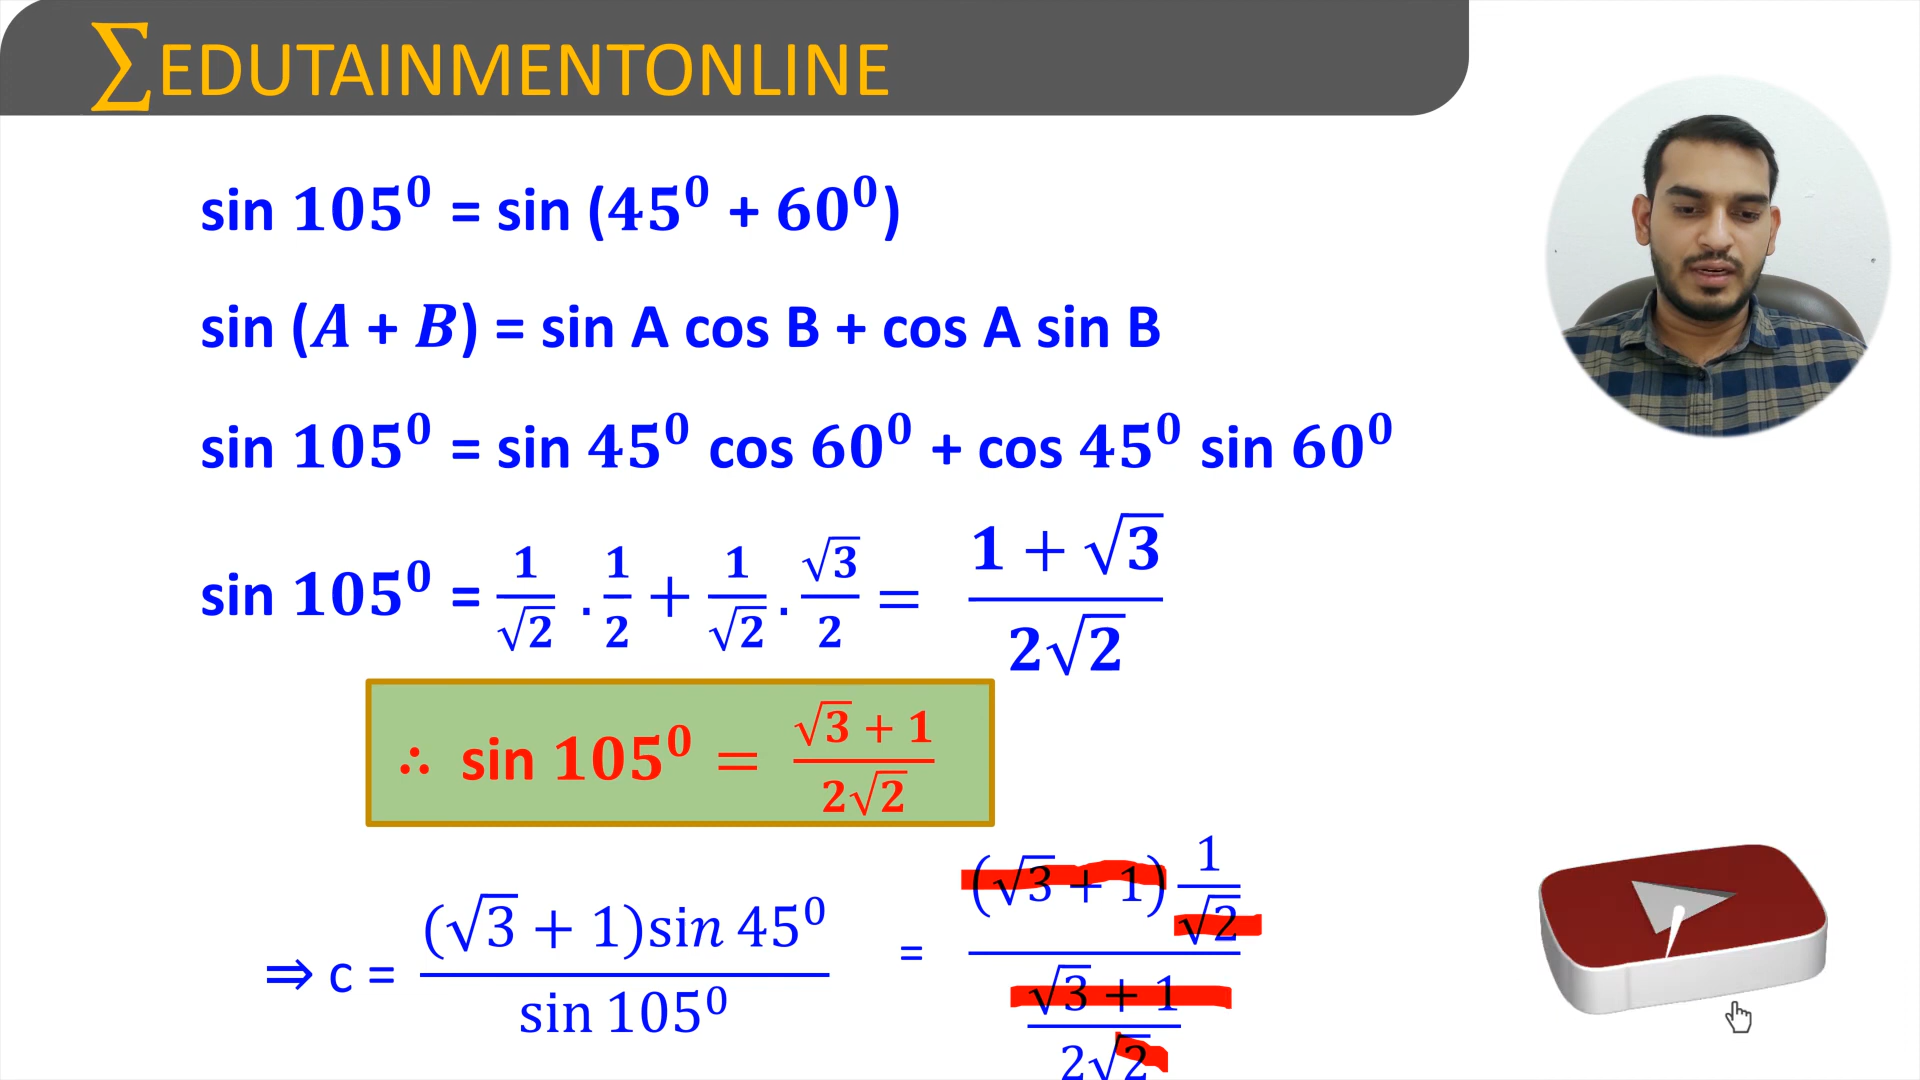 ∑EDUTAINMENTONLINE
sin 105⁰ = sin (45⁰ + 60⁰)
sin (A + B) = sin A cos B + cos A sin B
sin 105⁰ = sin 45⁰ cos 60⁰ + cos 45⁰ sin 60⁰
sin 105⁰ = 1/√2 . 1/2 + 1/√2 . √3/2 = (1 + √3)/(2√2)
∴ sin 105⁰ = (√3 + 1)/(2√2)
⇒ c = ((√3 + 1)sin 45⁰)/(sin 105⁰) = ((√3 + 1) 1/√2)/((√3 + 1)/(2√2))